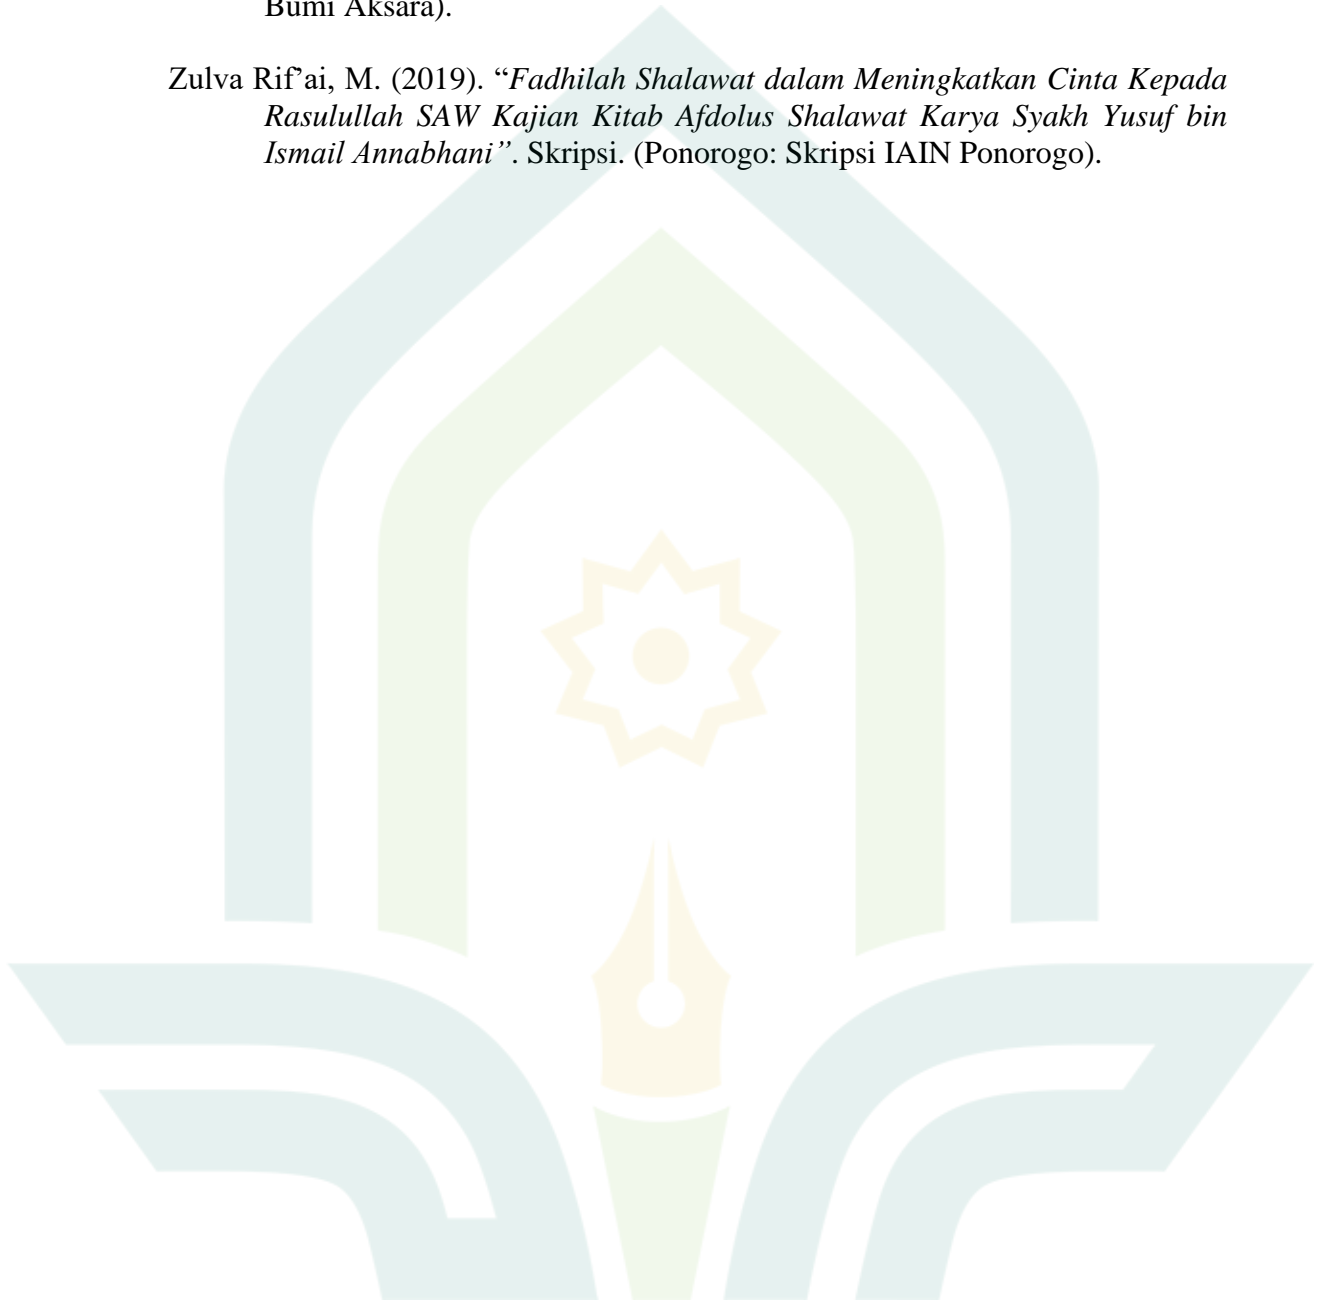 Bumi Aksara).
Zulva Rif’ai, M. (2019). “Fadhilah Shalawat dalam Meningkatkan Cinta Kepada
Rasulullah SAW Kajian Kitab Afdolus Shalawat Karya Syakh Yusuf bin
Ismail Annabhani”. Skripsi. (Ponorogo: Skripsi IAIN Ponorogo).